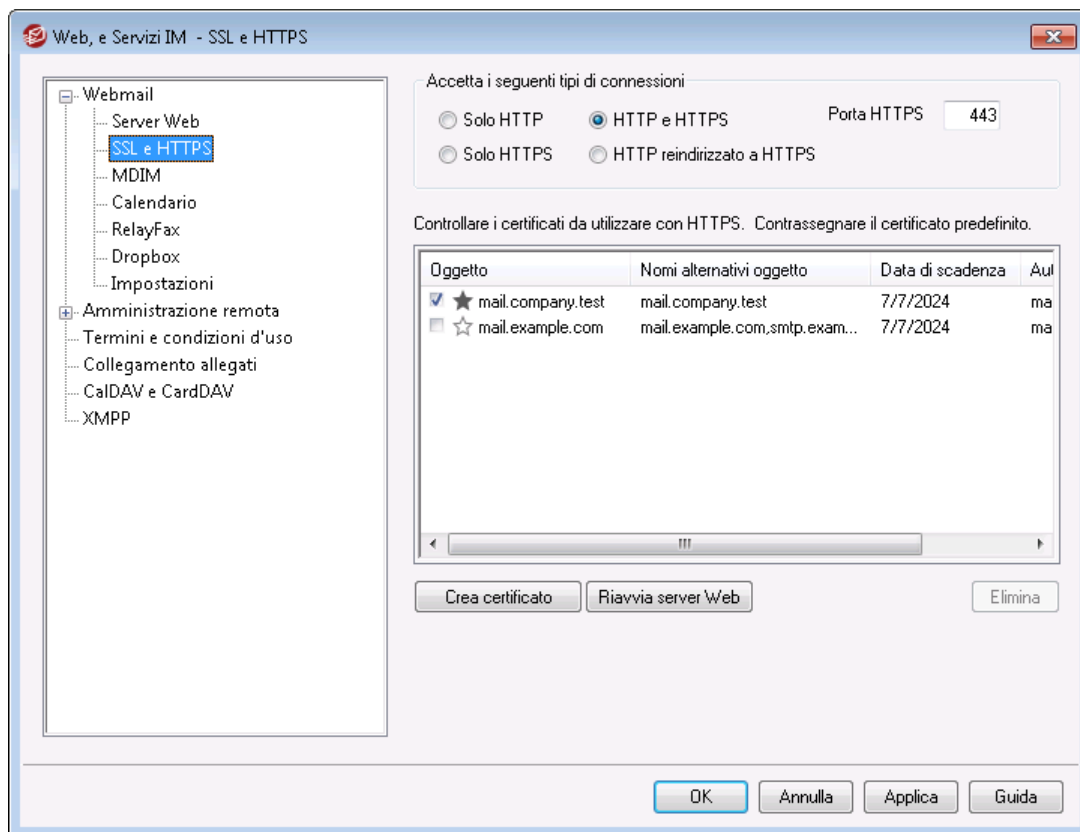 Web, e Servizi IM - SSL e HTTPS
Webmail
Server Web
SSL e HTTPS
MDIM
Calendario
RelayFax
Dropbox
Impostazioni
Amministrazione remota
Termini e condizioni d'uso
Collegamento allegati
CalDAV e CardDAV
XMPP
Accetta i seguenti tipi di connessioni
Solo HTTP HTTP e HTTPS Porta HTTPS 443
Solo HTTPS HTTP reindirizzato a HTTPS
Controllare i certificati da utilizzare con HTTPS. Contrassegnare il certificato predefinito.
Oggetto Nomi alternativi oggetto Data di scadenza Aut
mail.company.test mail.company.test 7/7/2024 ma
mail.example.com mail.example.com,smtp.exam... 7/7/2024 ma
Crea certificato Riavvia server Web Elimina
OK Annulla Applica Guida